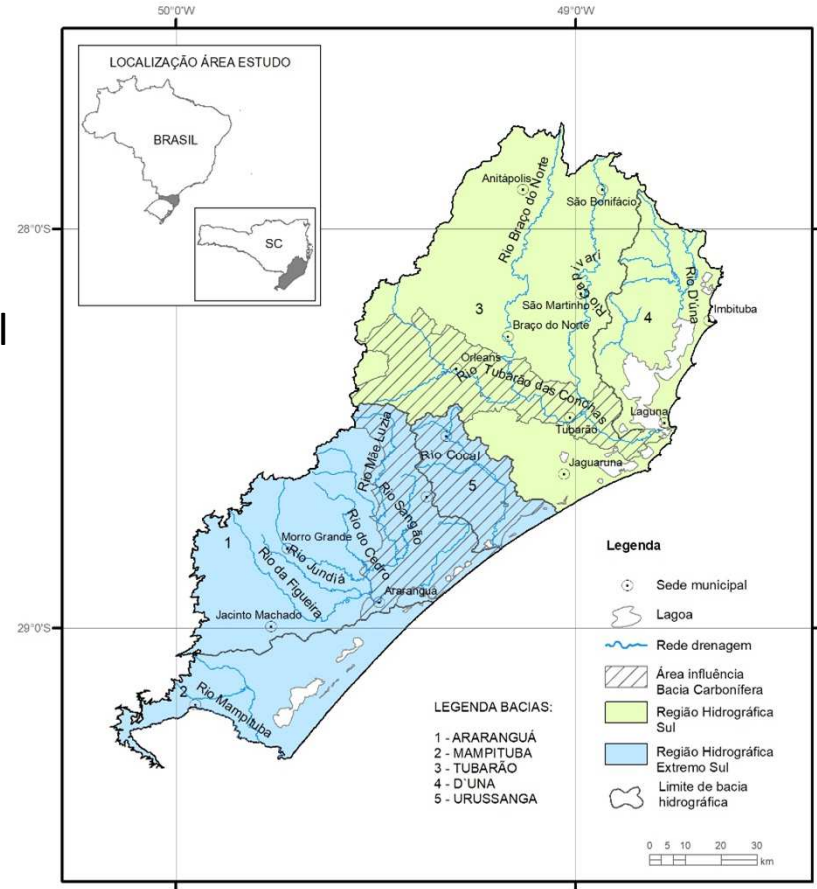 50°0'W
49°0'W
LOCALIZAÇÃO ÁREA ESTUDO
BRASIL
SC
28°0'S
29°0'S
Anitápolis
Rio Braço do Norte
São Bonifácio
Rio Capivari
Rio D'una
Imbituba
3
São Martinho
4
Braço do Norte
Orleans
Rio Tubarão das Conchas
Laguna
Tubarão
Jaguaruna
Rio Mãe Luzia
Rio Cocal
5
Rio Sangão
Rio do Cedro
1
Morro Grande
Rio Jundiá
Rio da Figueira
Araranguá
Jacinto Machado
2
Rio Mampituba
LEGENDA BACIAS:
1 - ARARANGUÁ
2 - MAMPITUBA
3 - TUBARÃO
4 - D`UNA
5 - URUSSANGA
Legenda
Sede municipal
Lagoa
Rede drenagem
Área influência
Bacia Carbonífera
Região Hidrográfica
Sul
Região Hidrográfica
Extremo Sul
Limite de bacia
hidrográfica
0 5 10 20 30
km